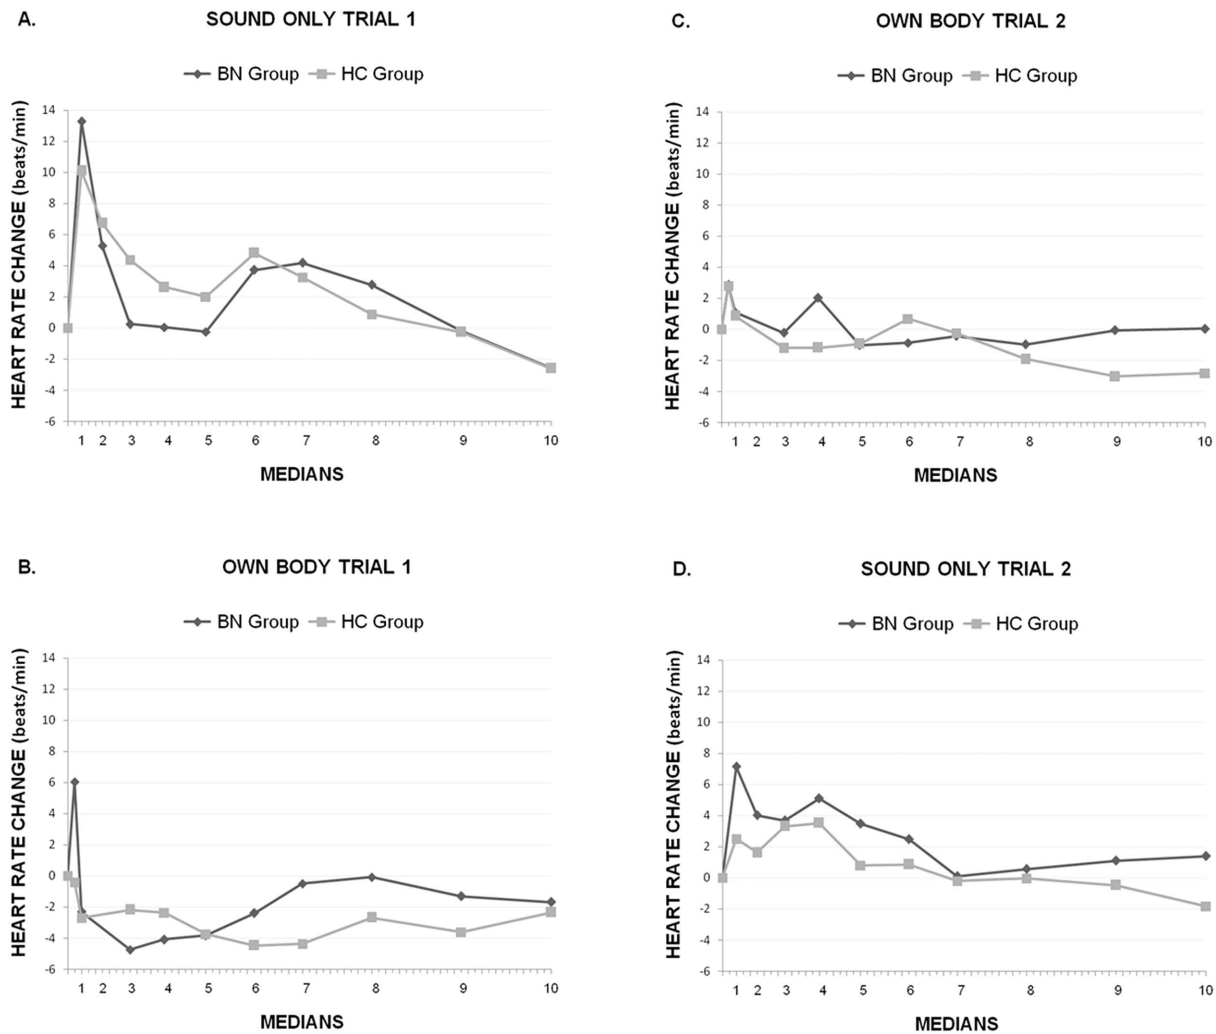 A.
SOUND ONLY TRIAL 1
BN Group HC Group
HEART RATE CHANGE (beats/min)
14
12
10
8
6
4
2
0
-2
-4
-6
1 2 3 4 5 6 7 8 9 10
MEDIANS
C.
OWN BODY TRIAL 2
BN Group HC Group
HEART RATE CHANGE (beats/min)
14
12
10
8
6
4
2
0
-2
-4
-6
1 2 3 4 5 6 7 8 9 10
MEDIANS
B.
OWN BODY TRIAL 1
BN Group HC Group
HEART RATE CHANGE (beats/min)
14
12
10
8
6
4
2
0
-2
-4
-6
1 2 3 4 5 6 7 8 9 10
MEDIANS
D.
SOUND ONLY TRIAL 2
BN Group HC Group
HEART RATE CHANGE (beats/min)
14
12
10
8
6
4
2
0
-2
-4
-6
1 2 3 4 5 6 7 8 9 10
MEDIANS